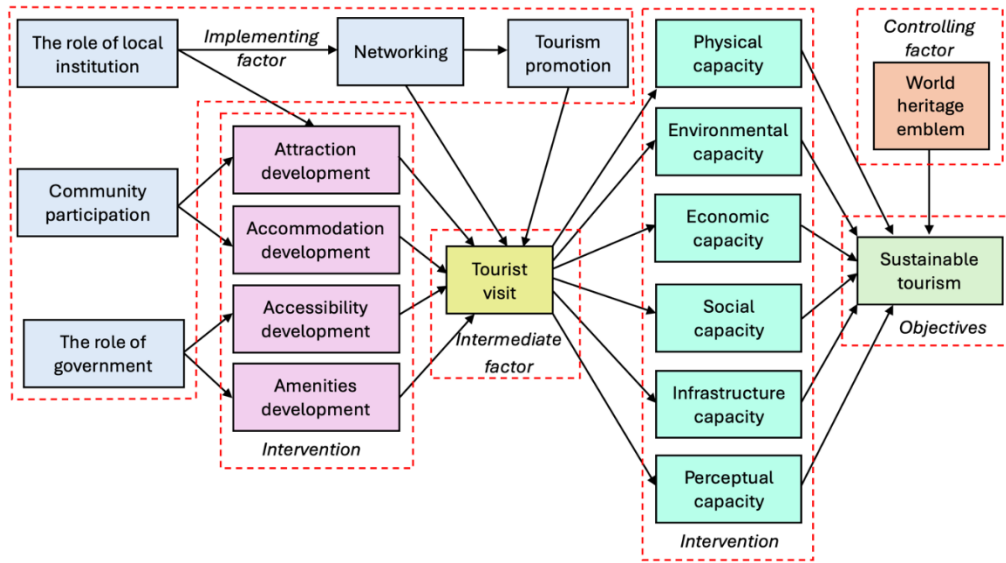 The role of local
institution
Implementing
factor
Networking
Tourism
promotion
Physical
capacity
Controlling
factor
World
heritage
emblem
Attraction
development
Environmental
capacity
Community
participation
Accommodation
development
Economic
capacity
Tourist
visit
Sustainable
tourism
Accessibility
development
Social
capacity
Objectives
The role of
government
Intermediate
factor
Amenities
development
Infrastructure
capacity
Intervention
Perceptual
capacity
Intervention